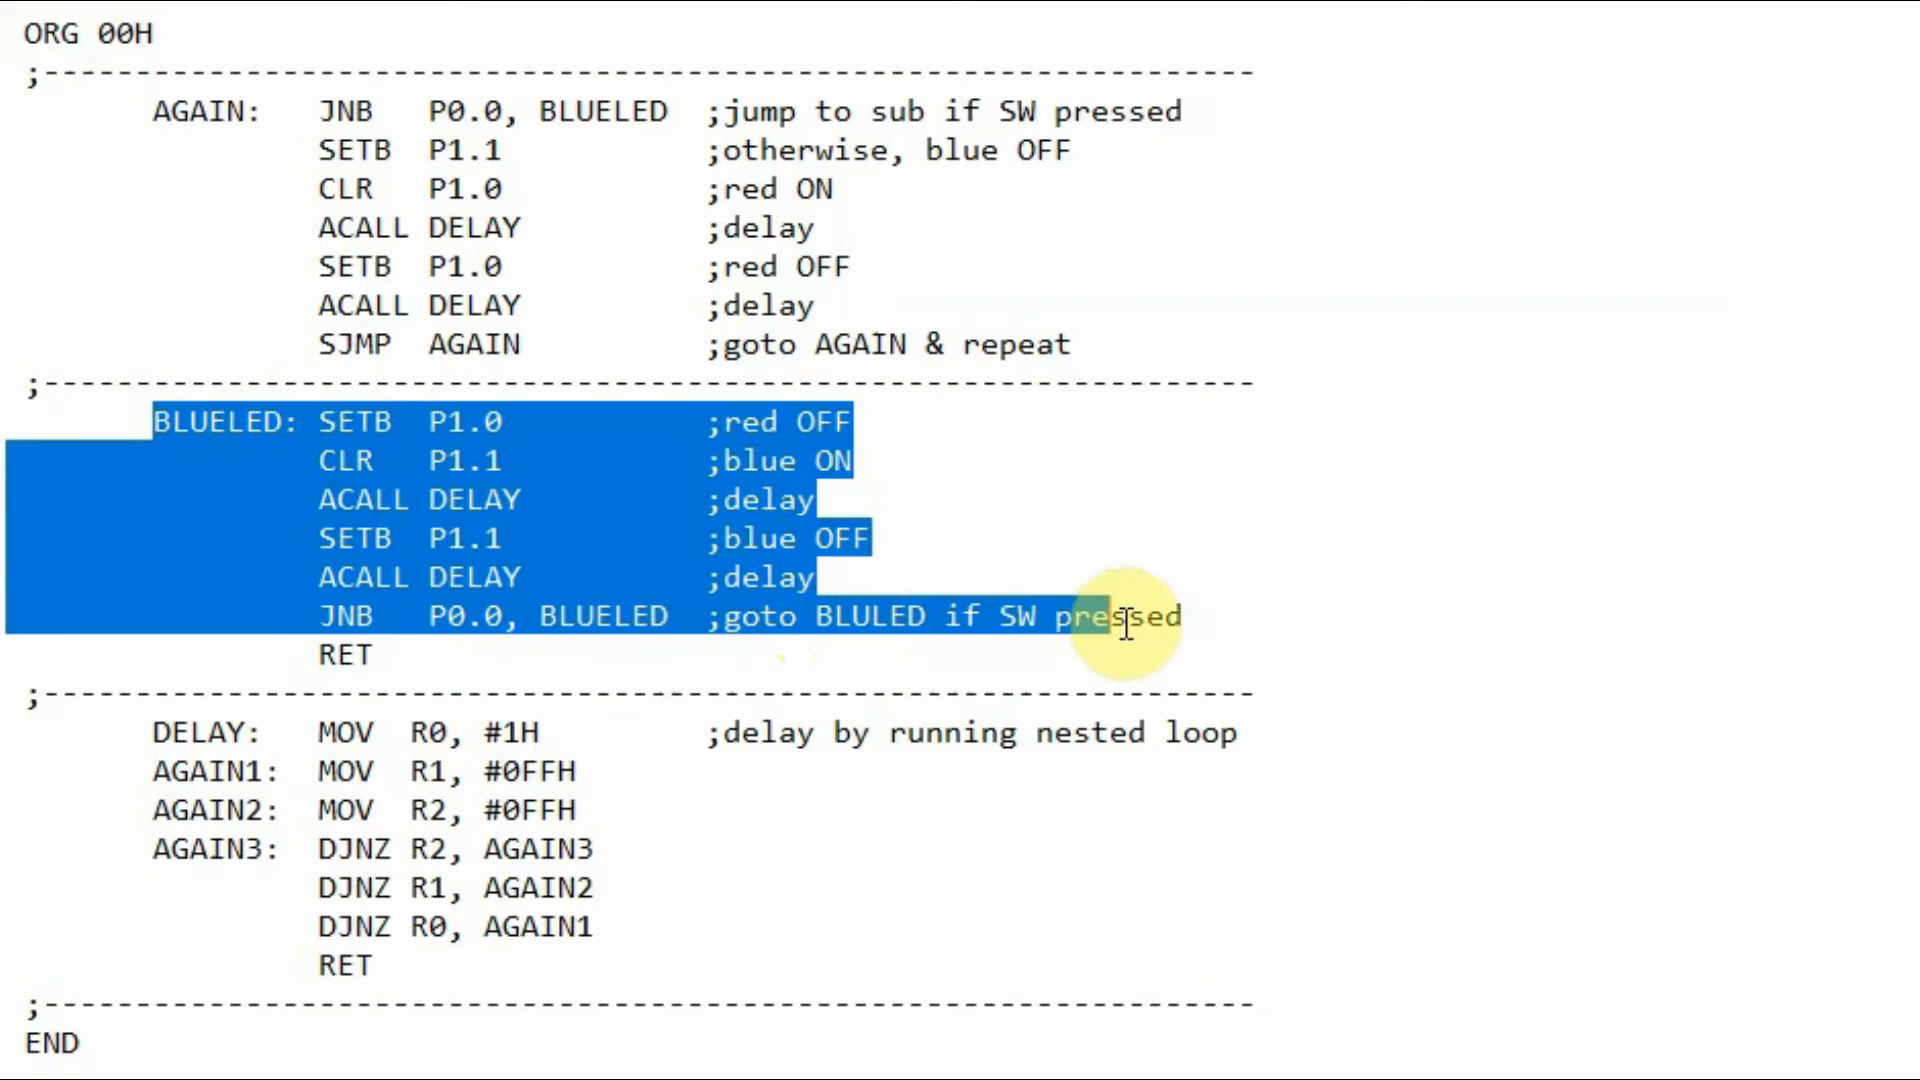 ORG 00H
;------------------------------------------------------------------
AGAIN: JNB P0.0, BLUELED ;jump to sub if SW pressed
SETB P1.1 ;otherwise, blue OFF
CLR P1.0 ;red ON
ACALL DELAY ;delay
SETB P1.0 ;red OFF
ACALL DELAY ;delay
SJMP AGAIN ;goto AGAIN & repeat
;------------------------------------------------------------------
BLUELED: SETB P1.0 ;red OFF
CLR P1.1 ;blue ON
ACALL DELAY ;delay
SETB P1.1 ;blue OFF
ACALL DELAY ;delay
JNB P0.0, BLUELED ;goto BLULED if SW pressed
RET
;------------------------------------------------------------------
DELAY: MOV R0, #1H ;delay by running nested loop
AGAIN1: MOV R1, #0FFH
AGAIN2: MOV R2, #0FFH
AGAIN3: DJNZ R2, AGAIN3
DJNZ R1, AGAIN2
DJNZ R0, AGAIN1
RET
;------------------------------------------------------------------
END